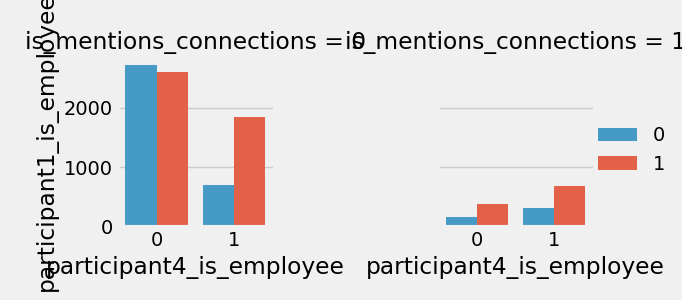 is_mentions_connections = 0
is_mentions_connections = 1
participant1_is_employee
2000
1000
0
0 1
0 1
participant4_is_employee
participant4_is_employee
0
1